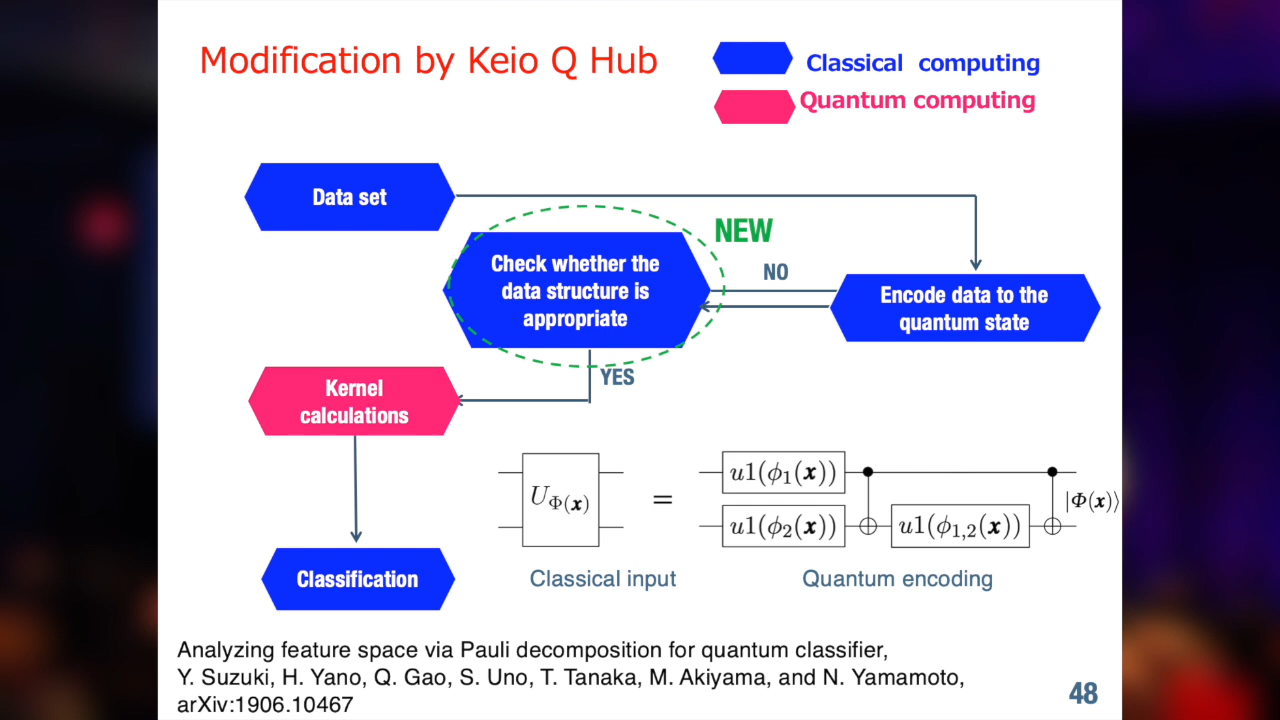 Modification by Keio Q Hub
Classical computing
Quantum computing
Data set
NEW
Check whether the
data structure is
appropriate
NO
Encode data to the
quantum state
YES
Kernel
calculations
U_Φ(x)
=
u1(ϕ₁(x))
u1(ϕ₂(x))
u1(ϕ₁,₂(x))
|Φ(x)⟩
Classical input
Quantum encoding
Classification
Analyzing feature space via Pauli decomposition for quantum classifier,
Y. Suzuki, H. Yano, Q. Gao, S. Uno, T. Tanaka, M. Akiyama, and N. Yamamoto,
arXiv:1906.10467
48